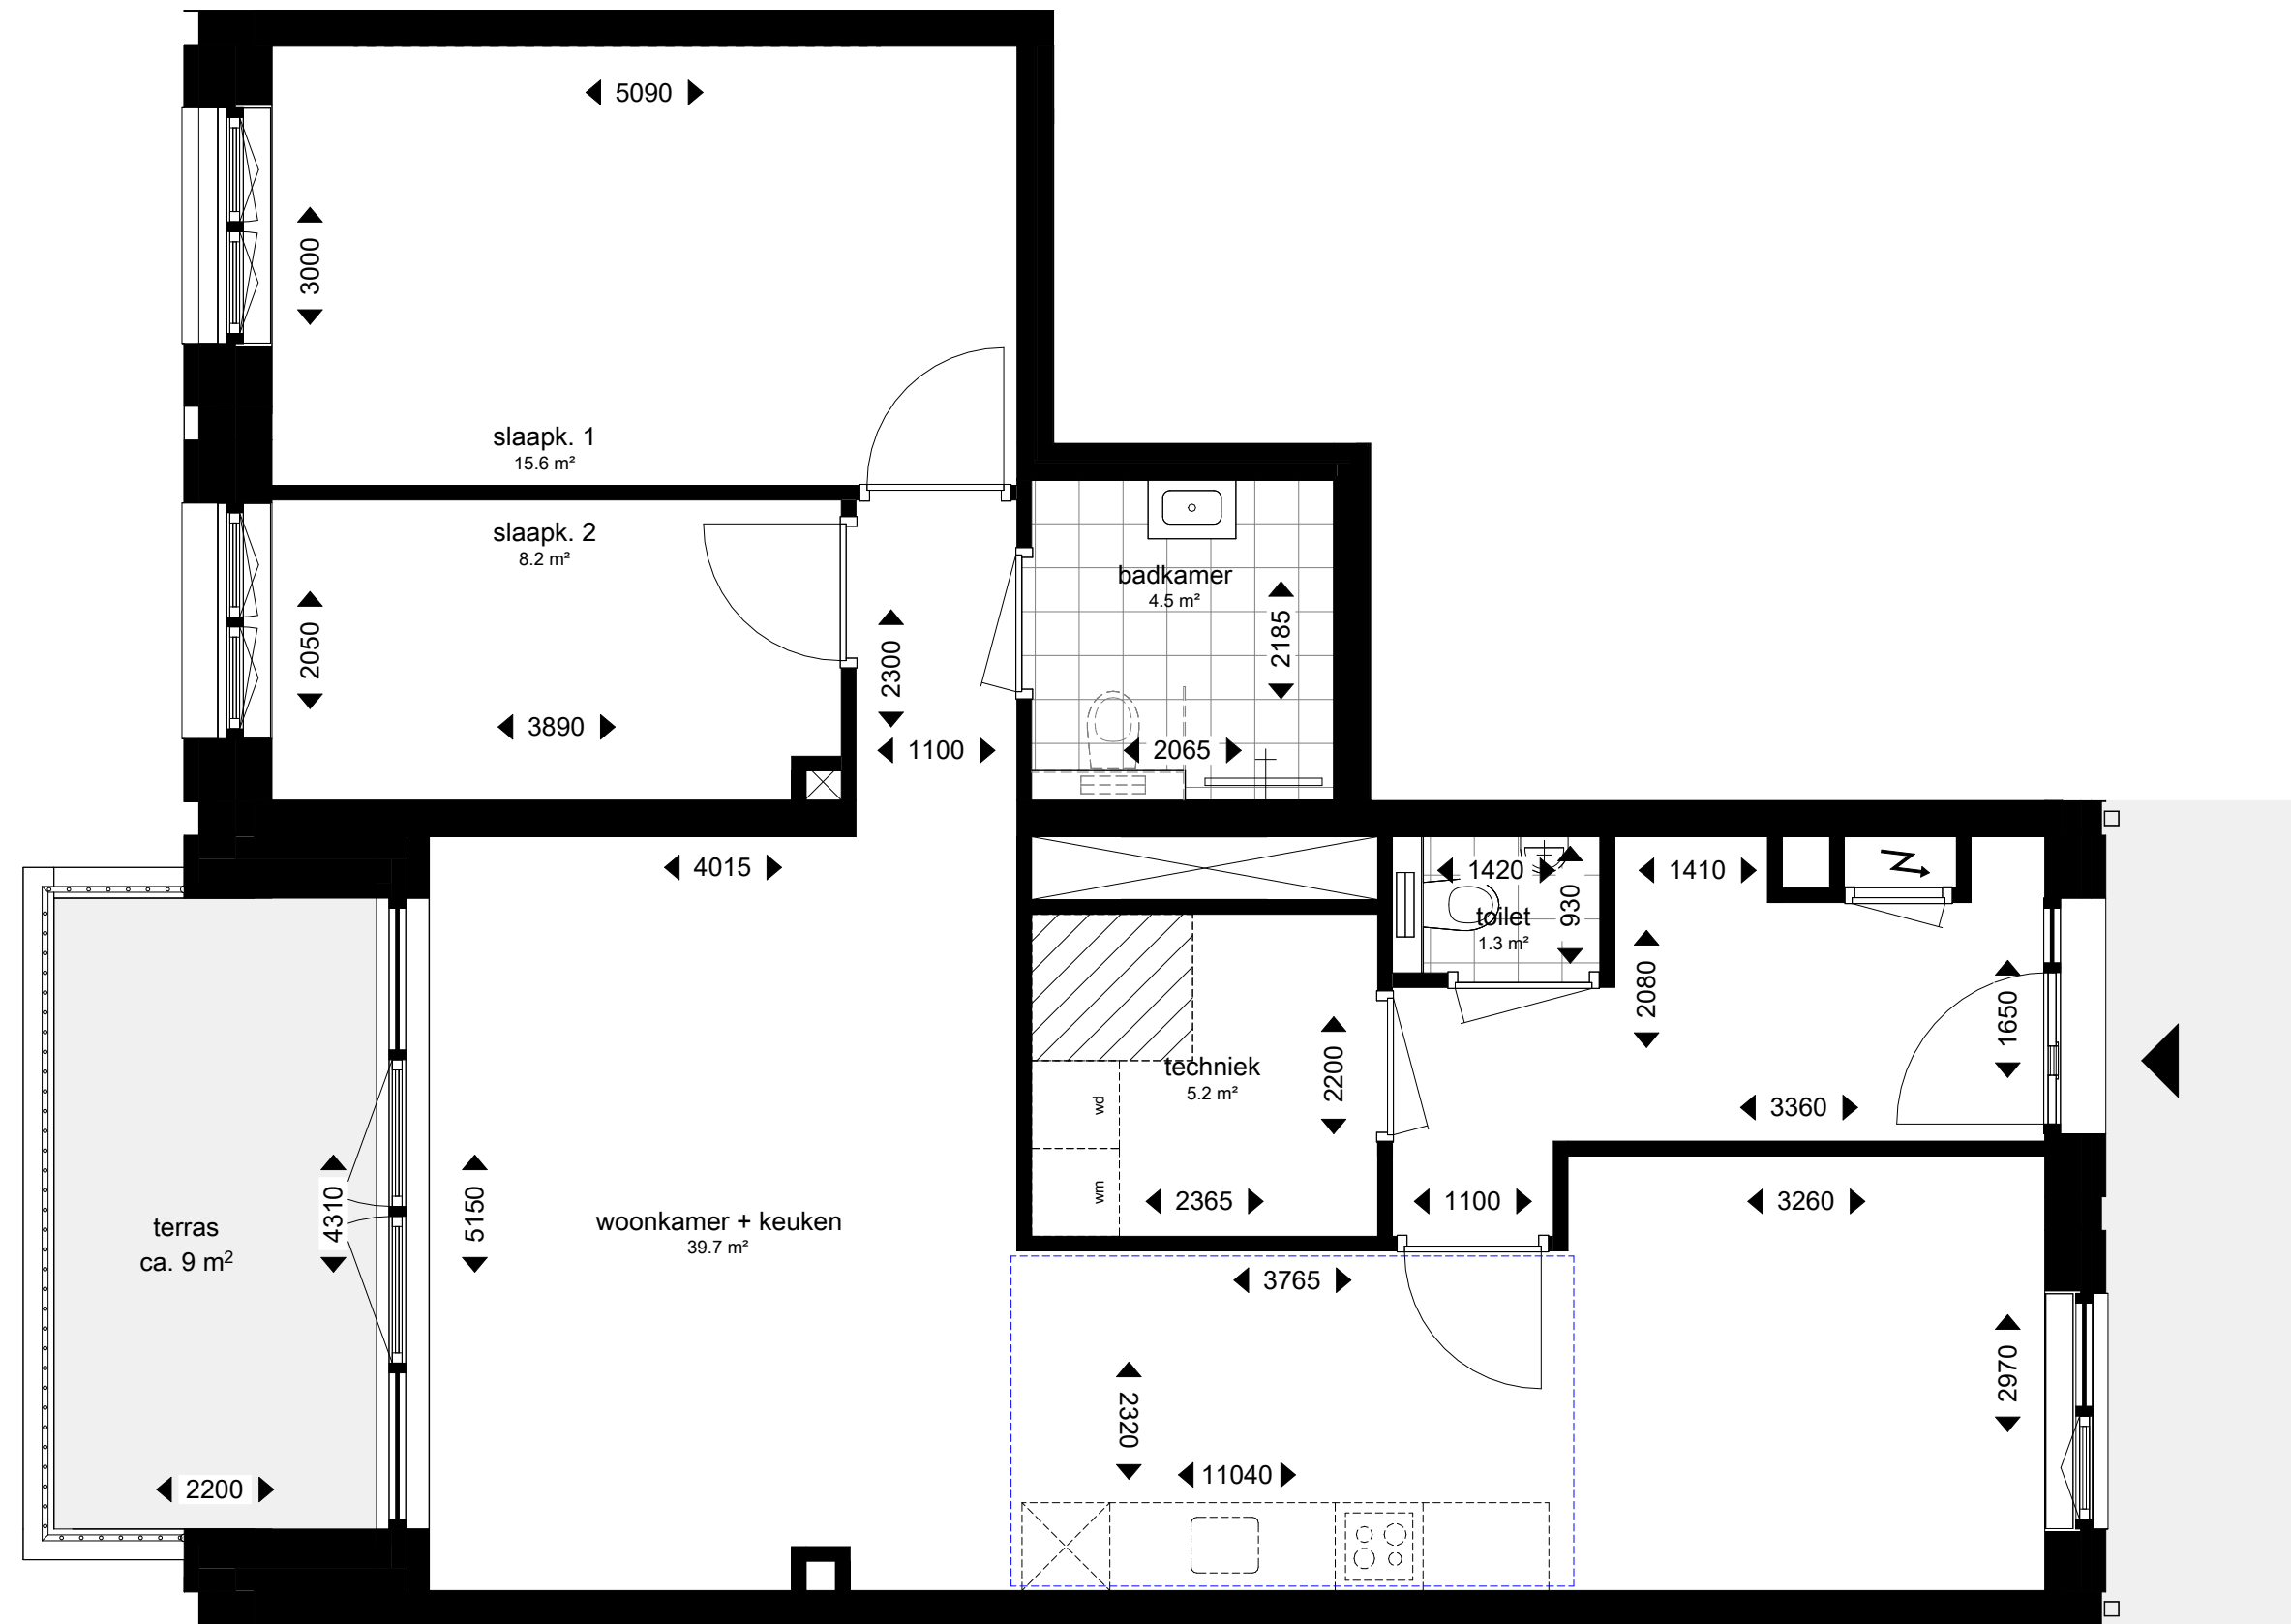 5090
3000
slaapk. 1
15.6 m²
slaapk. 2
8.2 m²
2050
3890
2300
1100
badkamer
4.5 m²
2185
2065
4015
1420
930
toilet
1.3 m²
1410
2080
1650
3360
techniek
5.2 m²
2200
wd
wm
2365
1100
3260
terras
ca. 9 m²
4310
5150
woonkamer + keuken
39.7 m²
3765
2320
2970
11040
2200